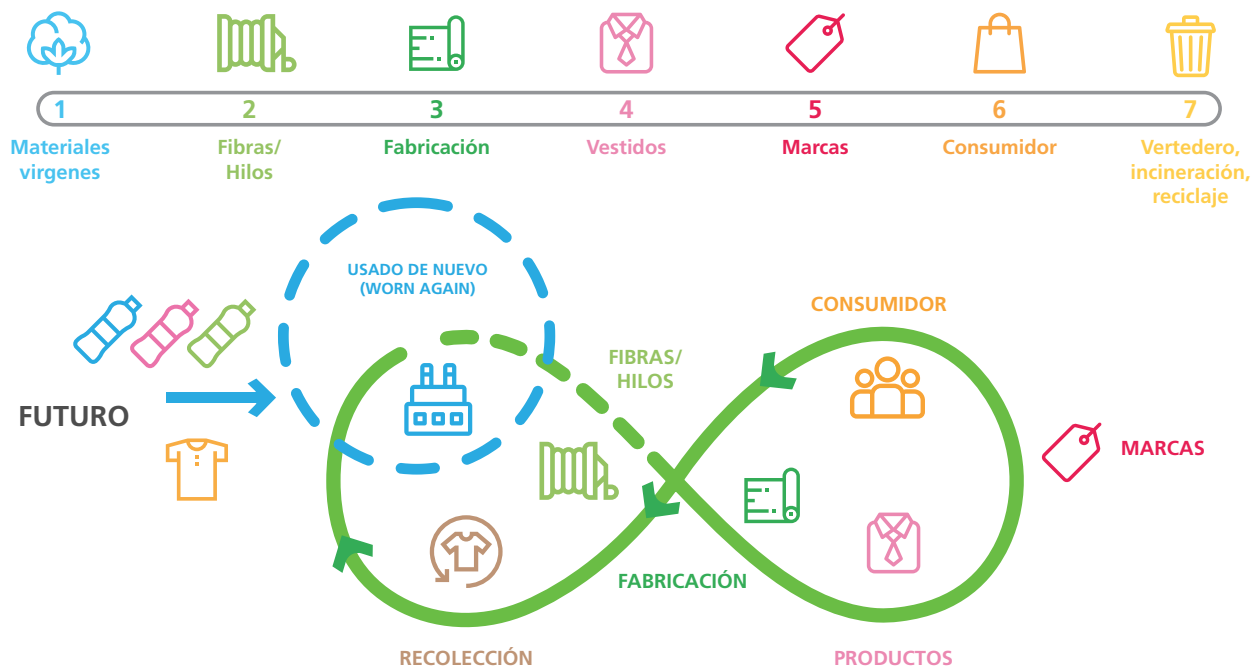 1
2
3
4
5
6
7
Materiales
virgenes
Fibras/
Hilos
Fabricación
Vestidos
Marcas
Consumidor
Vertedero,
incineración,
reciclaje
USADO DE NUEVO
(WORN AGAIN)
CONSUMIDOR
FIBRAS/
HILOS
FUTURO
MARCAS
FABRICACIÓN
RECOLECCIÓN
PRODUCTOS